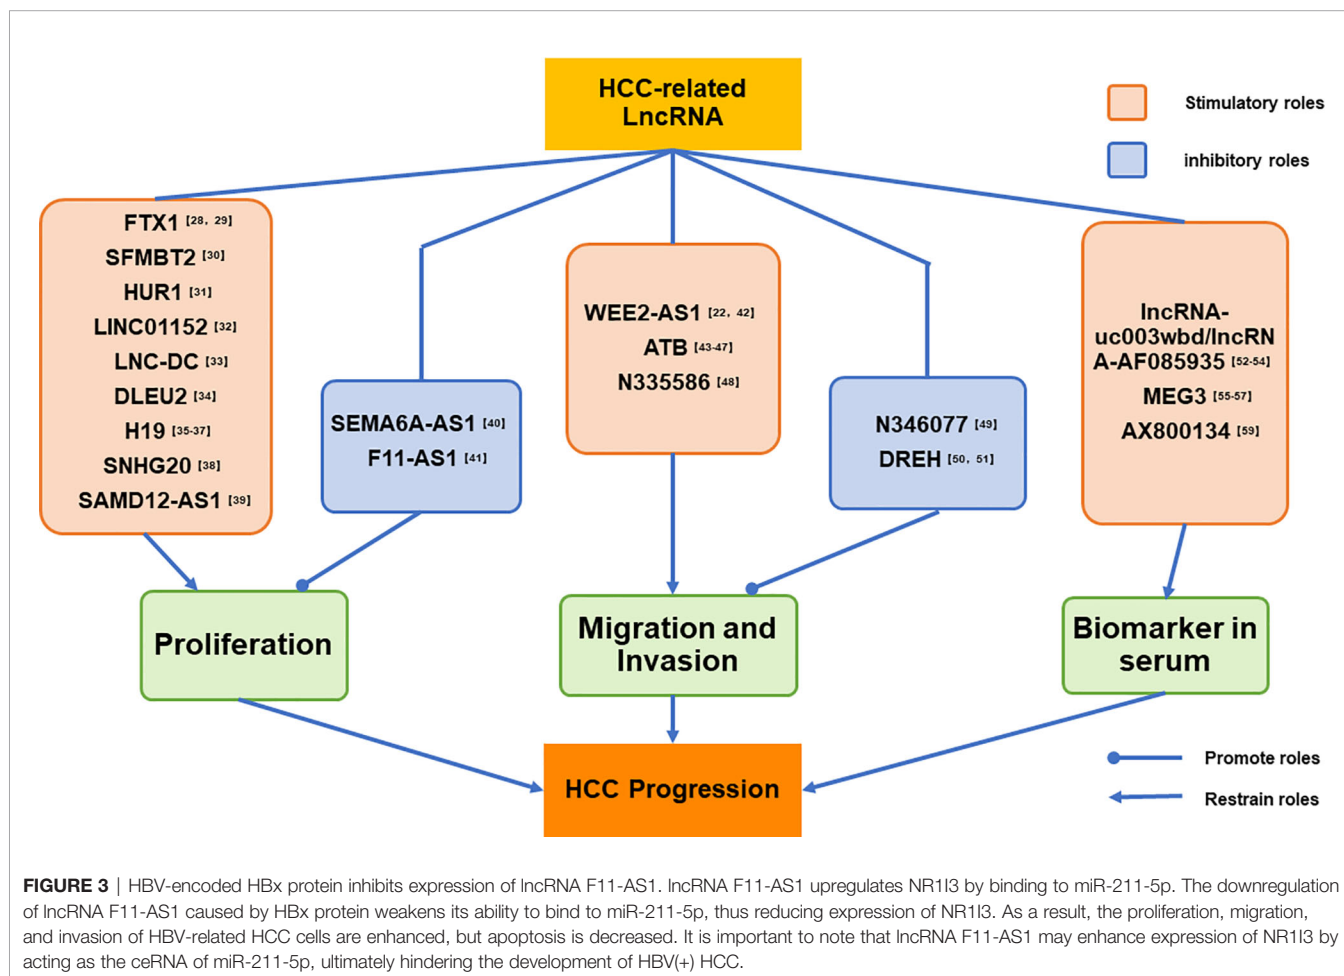 HCC-related
LncRNA
Stimulatory roles
inhibitory roles
FTX1 [28, 29]
SFMBT2 [30]
HUR1 [31]
LINC01152 [32]
LNC-DC [33]
DLEU2 [34]
H19 [35-37]
SNHG20 [38]
SAMD12-AS1 [39]
SEMA6A-AS1 [40]
F11-AS1 [41]
WEE2-AS1 [22, 42]
ATB [43-47]
N335586 [48]
N346077 [49]
DREH [50, 51]
lncRNA-
uc003wbd/lncRN
A-AF085935 [52-54]
MEG3 [55-57]
AX800134 [59]
Proliferation
Migration and
Invasion
Biomarker in
serum
HCC Progression
Promote roles
Restrain roles
FIGURE 3 | HBV-encoded HBx protein inhibits expression of lncRNA F11-AS1. lncRNA F11-AS1 upregulates NR1I3 by binding to miR-211-5p. The downregulation
of lncRNA F11-AS1 caused by HBx protein weakens its ability to bind to miR-211-5p, thus reducing expression of NR1I3. As a result, the proliferation, migration,
and invasion of HBV-related HCC cells are enhanced, but apoptosis is decreased. It is important to note that lncRNA F11-AS1 may enhance expression of NR1I3 by
acting as the ceRNA of miR-211-5p, ultimately hindering the development of HBV(+) HCC.